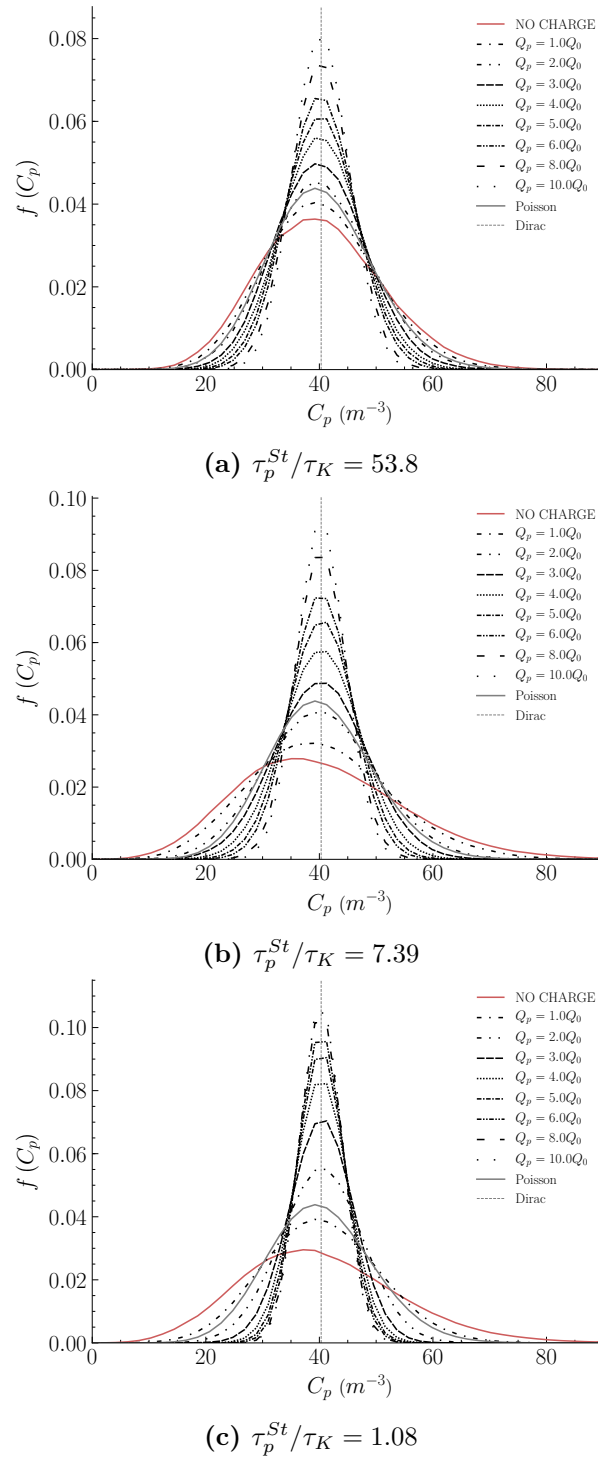 0.08
0.06
0.04
0.02
0.00
f (C_p)
0
20
40
60
80
C_p (m^{-3})
NO CHARGE
Q_p = 1.0Q_0
Q_p = 2.0Q_0
Q_p = 3.0Q_0
Q_p = 4.0Q_0
Q_p = 5.0Q_0
Q_p = 6.0Q_0
Q_p = 8.0Q_0
Q_p = 10.0Q_0
Poisson
Dirac
(a) τ_p^{St}/τ_K = 53.8
0.10
0.08
0.06
0.04
0.02
0.00
f (C_p)
0
20
40
60
80
C_p (m^{-3})
NO CHARGE
Q_p = 1.0Q_0
Q_p = 2.0Q_0
Q_p = 3.0Q_0
Q_p = 4.0Q_0
Q_p = 5.0Q_0
Q_p = 6.0Q_0
Q_p = 8.0Q_0
Q_p = 10.0Q_0
Poisson
Dirac
(b) τ_p^{St}/τ_K = 7.39
0.10
0.08
0.06
0.04
0.02
0.00
f (C_p)
0
20
40
60
80
C_p (m^{-3})
NO CHARGE
Q_p = 1.0Q_0
Q_p = 2.0Q_0
Q_p = 3.0Q_0
Q_p = 4.0Q_0
Q_p = 5.0Q_0
Q_p = 6.0Q_0
Q_p = 8.0Q_0
Q_p = 10.0Q_0
Poisson
Dirac
(c) τ_p^{St}/τ_K = 1.08